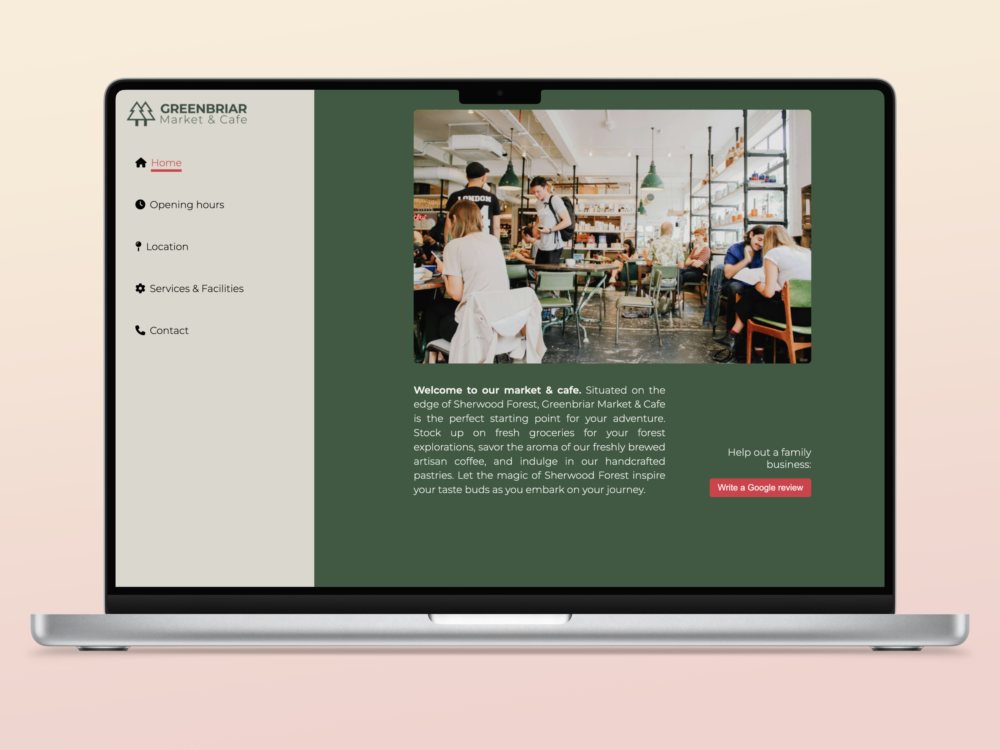 GREENBRIAR
Market & Cafe
Home
Opening hours
Location
Services & Facilities
Contact
LONDON
Welcome to our market & cafe. Situated on the
edge of Sherwood Forest, Greenbriar Market & Cafe
is the perfect starting point for your adventure.
Stock up on fresh groceries for your forest
explorations, savor the aroma of our freshly brewed
artisan coffee, and indulge in our handcrafted
pastries. Let the magic of Sherwood Forest inspire
your taste buds as you embark on your journey.
Help out a family
business:
Write a Google review